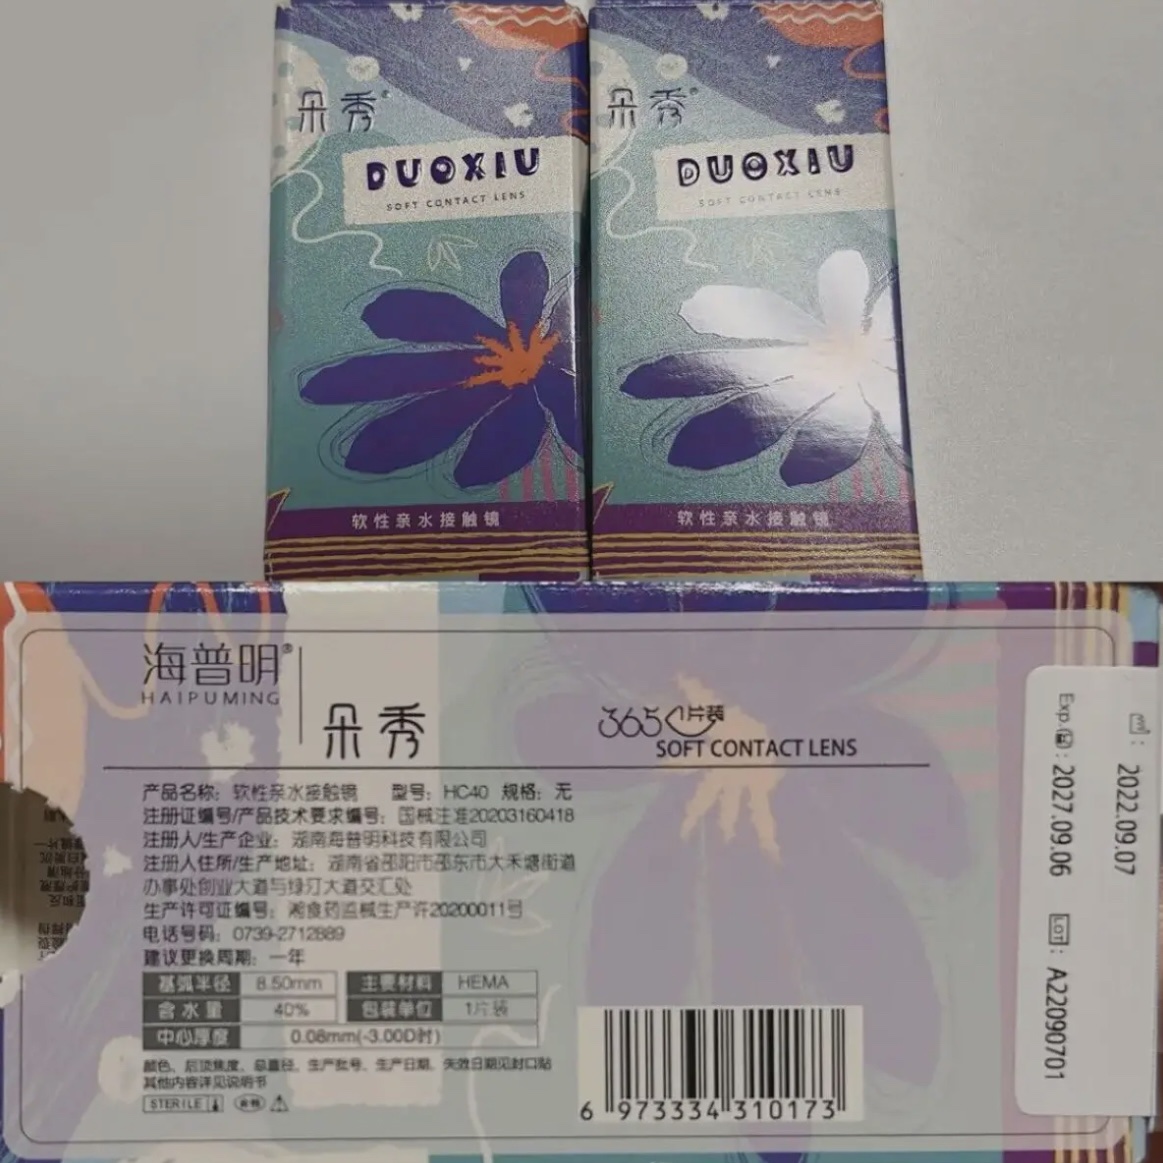 朵秀®
DUOXIU
SOFT CONTACT LENS
软性亲水接触镜
朵秀®
DUOXIU
SOFT CONTACT LENS
软性亲水接触镜
海普明®
HAIPUMING
朵秀
365 1片装
SOFT CONTACT LENS
产品名称：软性亲水接触镜 型号：HC40 规格：无
注册证编号/产品技术要求编号：国械注准20203160418
注册人/生产企业：湖南海普明科技有限公司
注册人住所/生产地址：湖南省邵阳市邵东市大禾塘街道
办事处创业大道与绿汀大道交汇处
生产许可证编号：湘食药监械生产许20200011号
电话号码：0739-2712889
建议更换周期：一年
基弧半径 8.50mm 主要材料 HEMA
含水量 40% 包装单位 1片装
中心厚度 0.08mm(-3.00D时)
颜色、后顶焦度、总直径、生产批号、生产日期、失效日期见封口贴
其他内容详见说明书
STERILE
6 973334 310173
: 2022.09.07
Exp. : 2027.09.06
LOT : A22090701